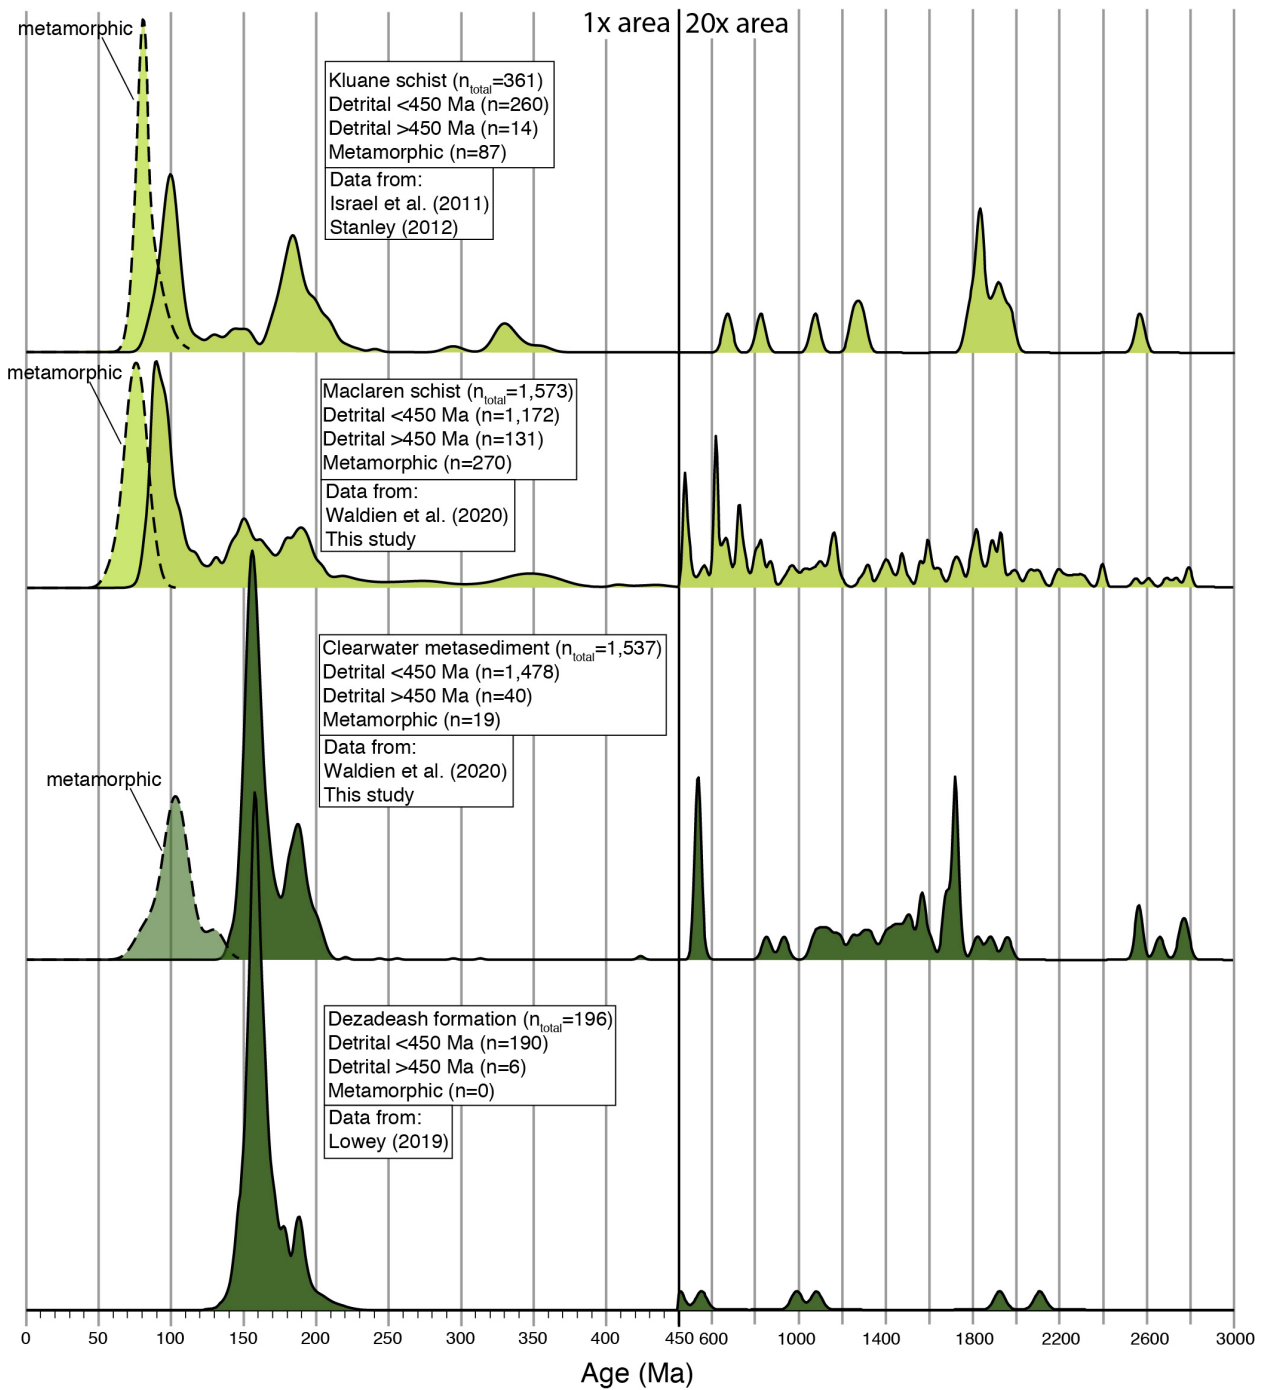 1x area 20x area
metamorphic
Kluane schist (ntotal=361)
Detrital <450 Ma (n=260)
Detrital >450 Ma (n=14)
Metamorphic (n=87)
Data from:
Israel et al. (2011)
Stanley (2012)
metamorphic
Maclaren schist (ntotal=1,573)
Detrital <450 Ma (n=1,172)
Detrital >450 Ma (n=131)
Metamorphic (n=270)
Data from:
Waldien et al. (2020)
This study
Clearwater metasediment (ntotal=1,537)
Detrital <450 Ma (n=1,478)
Detrital >450 Ma (n=40)
Metamorphic (n=19)
Data from:
Waldien et al. (2020)
This study
metamorphic
Dezadeash formation (ntotal=196)
Detrital <450 Ma (n=190)
Detrital >450 Ma (n=6)
Metamorphic (n=0)
Data from:
Lowey (2019)
0 50 100 150 200 250 300 350 400 450 600 1000 1400 1800 2200 2600 3000
Age (Ma)